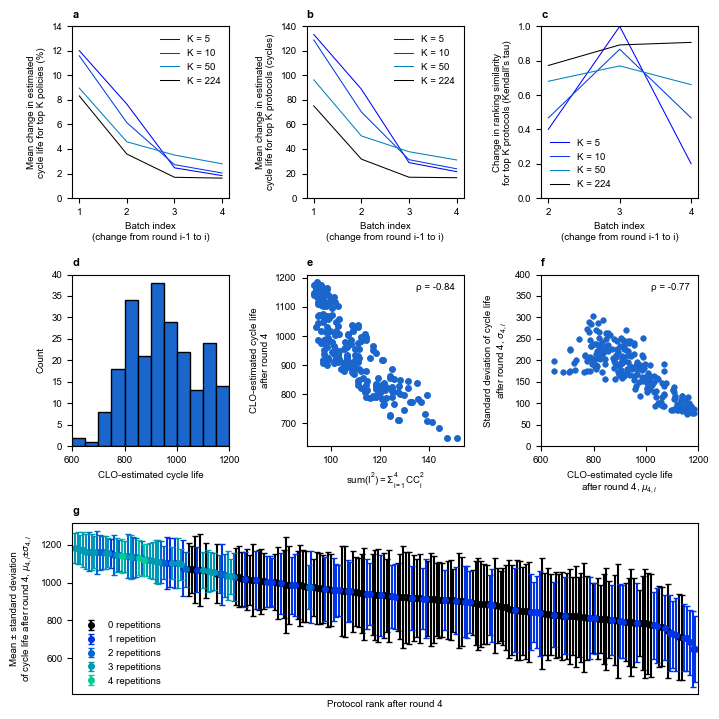 a
Mean change in estimated
cycle life for top K policies (%)
14
12
10
8
6
4
2
0
K = 5
K = 10
K = 50
K = 224
1
2
3
4
Batch index
(change from round i-1 to i)
b
Mean change in estimated
cycle life for top K protocols (cycles)
140
120
100
80
60
40
20
0
K = 5
K = 10
K = 50
K = 224
1
2
3
4
Batch index
(change from round i-1 to i)
c
Change in ranking similarity
for top K protocols (Kendall's tau)
1.0
0.8
0.6
0.4
0.2
0.0
K = 5
K = 10
K = 50
K = 224
2
3
4
Batch index
(change from round i-1 to i)
d
Count
40
35
30
25
20
15
10
5
0
600
800
1000
1200
CLO-estimated cycle life
e
CLO-estimated cycle life
after round 4
1200
1100
1000
900
800
700
ρ = -0.84
100
120
140
sum(I²) = Σ⁴ᵢ₌₁ CC²ᵢ
f
Standard deviation of cycle life
after round 4, σ₄,ᵢ
400
350
300
250
200
150
100
50
0
ρ = -0.77
600
800
1000
1200
CLO-estimated cycle life
after round 4, μ₄,ᵢ
g
Mean ± standard deviation
of cycle life after round 4, μ₄,ᵢ±σ₄,ᵢ
1200
1000
800
600
0 repetitions
1 repetition
2 repetitions
3 repetitions
4 repetitions
Protocol rank after round 4